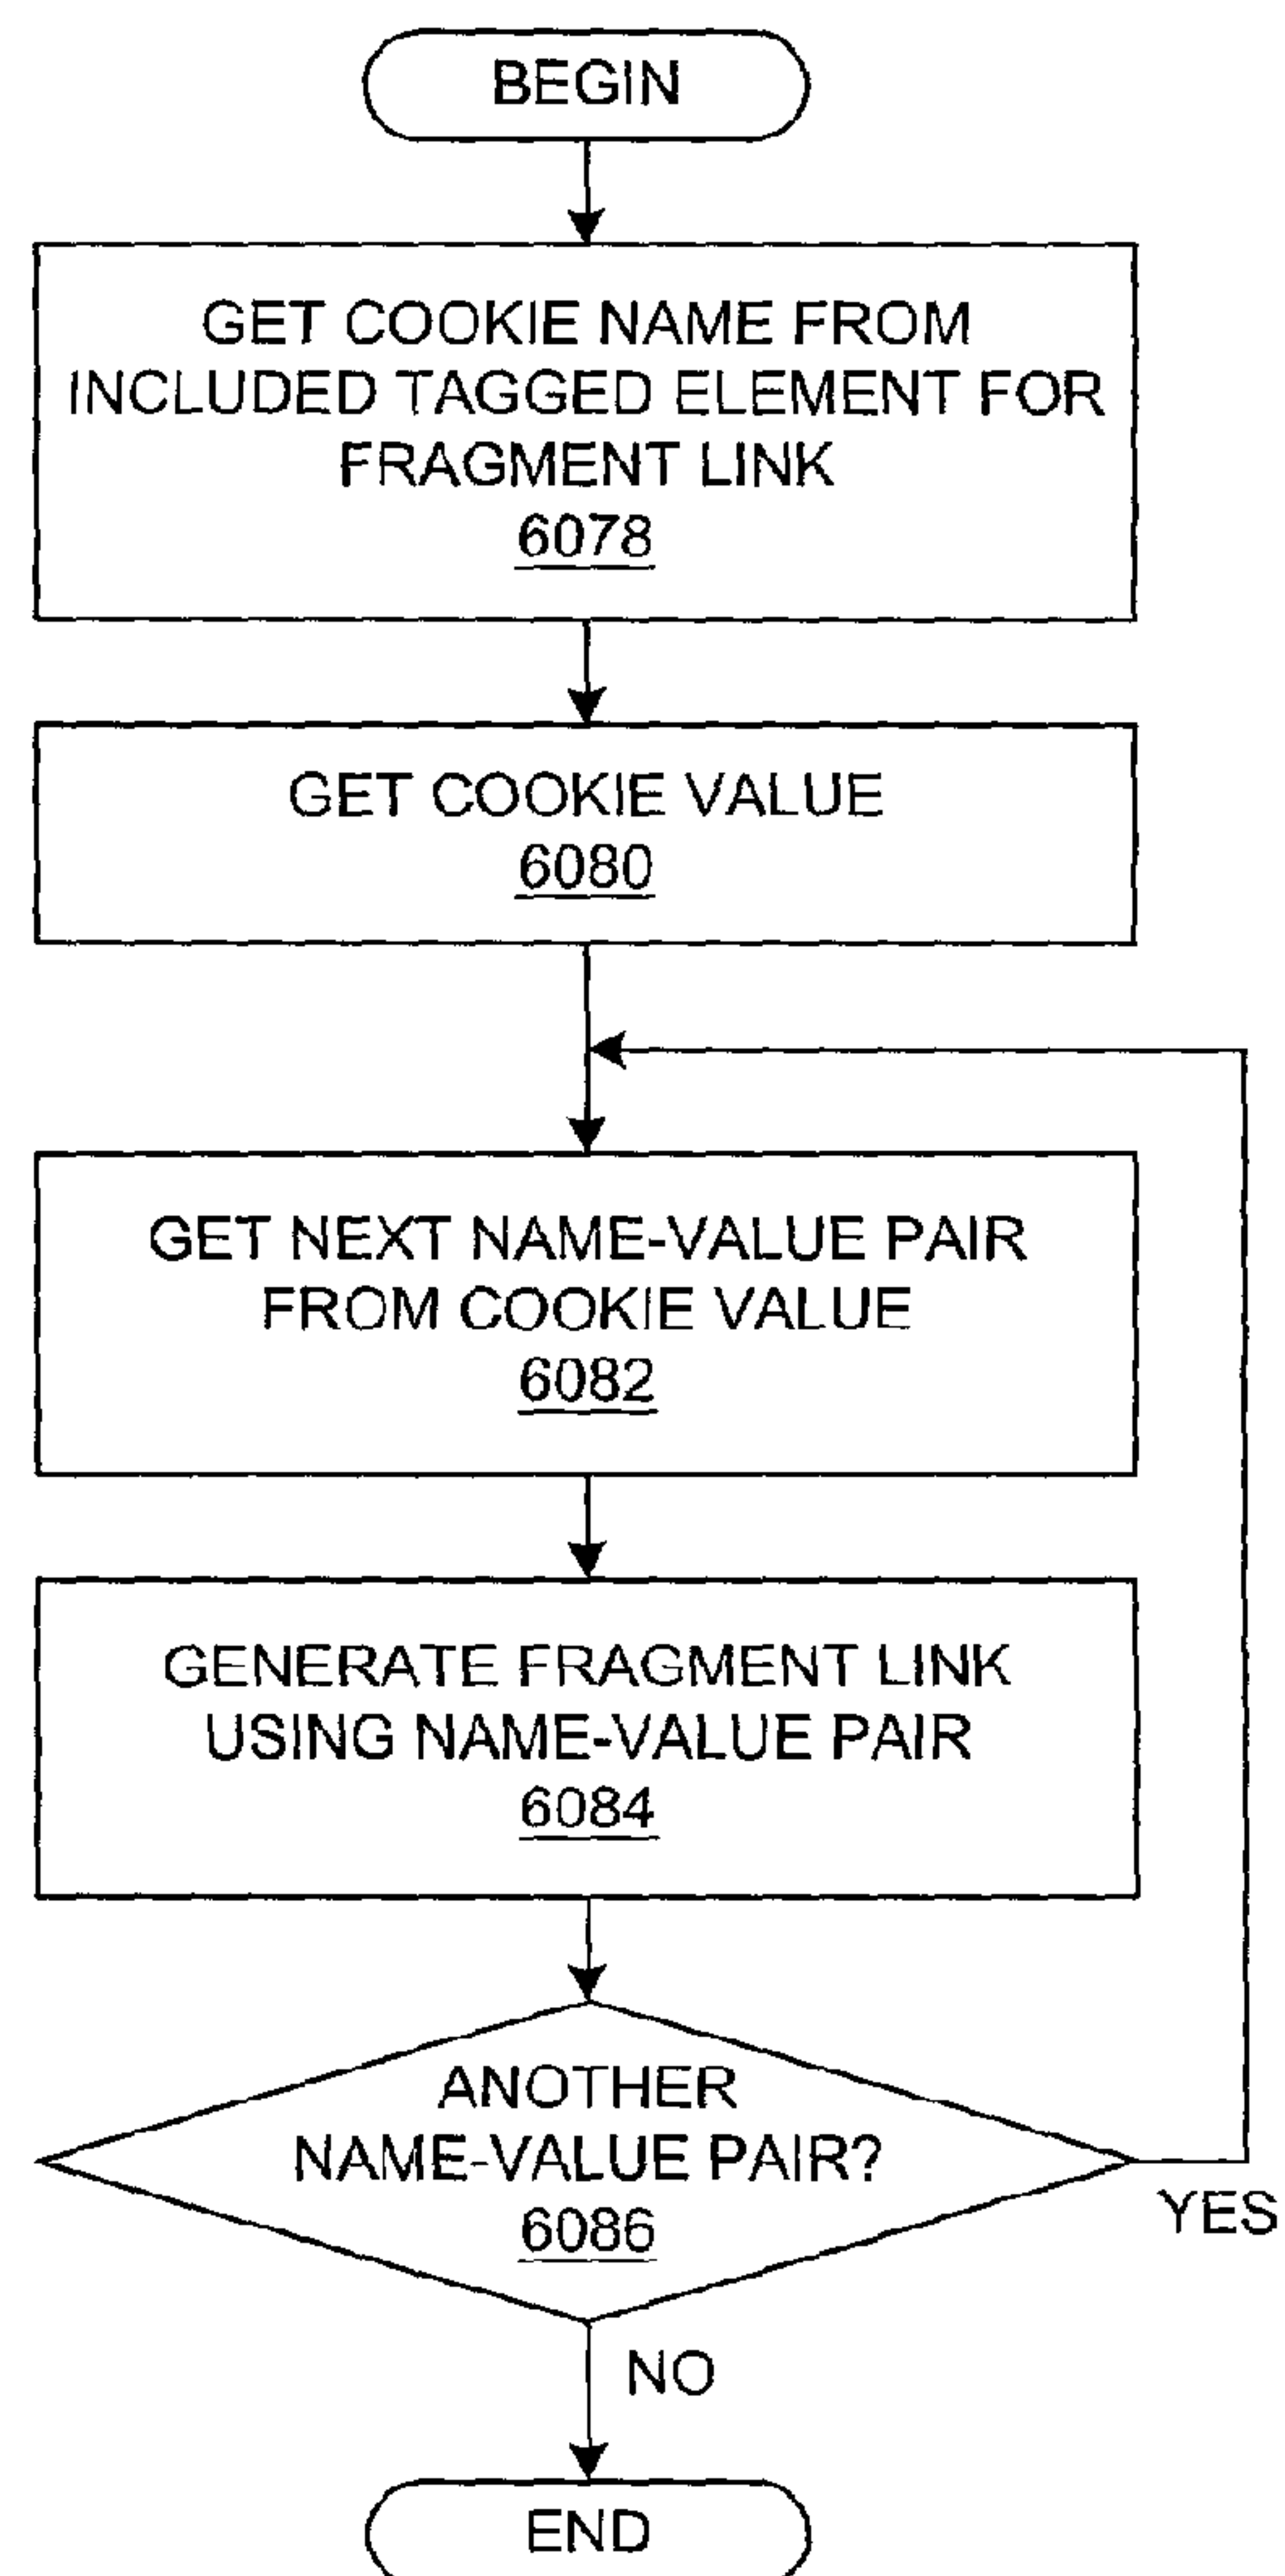 BEGIN
GET COOKIE NAME FROM
INCLUDED TAGGED ELEMENT FOR
FRAGMENT LINK
6078
GET COOKIE VALUE
6080
GET NEXT NAME-VALUE PAIR
FROM COOKIE VALUE
6082
GENERATE FRAGMENT LINK
USING NAME-VALUE PAIR
6084
ANOTHER
NAME-VALUE PAIR?
6086
YES
NO
END